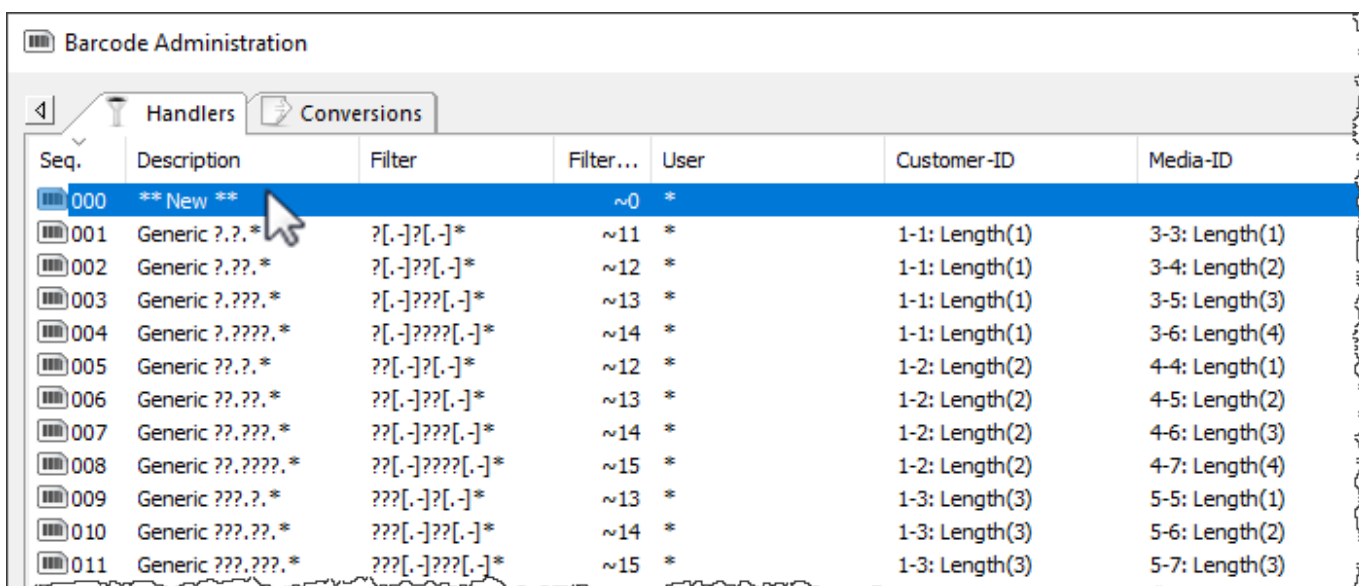 Barcode Administration
Handlers Conversions
Seq. Description Filter Filter... User Customer-ID Media-ID
000 ** New ** ~0 *
001 Generic ?.?.* ?[.-]?[.-]* ~11 * 1-1: Length(1) 3-3: Length(1)
002 Generic ?.??.* ?[.-]??[.-]* ~12 * 1-1: Length(1) 3-4: Length(2)
003 Generic ?.???.* ?[.-]???[.-]* ~13 * 1-1: Length(1) 3-5: Length(3)
004 Generic ?.????.* ?[.-]????[.-]* ~14 * 1-1: Length(1) 3-6: Length(4)
005 Generic ??.?.* ??[.-]?[.-]* ~12 * 1-2: Length(2) 4-4: Length(1)
006 Generic ??.??.* ??[.-]??[.-]* ~13 * 1-2: Length(2) 4-5: Length(2)
007 Generic ??.???.* ??[.-]???[.-]* ~14 * 1-2: Length(2) 4-6: Length(3)
008 Generic ??.????.* ??[.-]????[.-]* ~15 * 1-2: Length(2) 4-7: Length(4)
009 Generic ???.?.* ???[.-]?[.-]* ~13 * 1-3: Length(3) 5-5: Length(1)
010 Generic ???.??.* ???[.-]??[.-]* ~14 * 1-3: Length(3) 5-6: Length(2)
011 Generic ???.???.* ???[.-]???[.-]* ~15 * 1-3: Length(3) 5-7: Length(3)